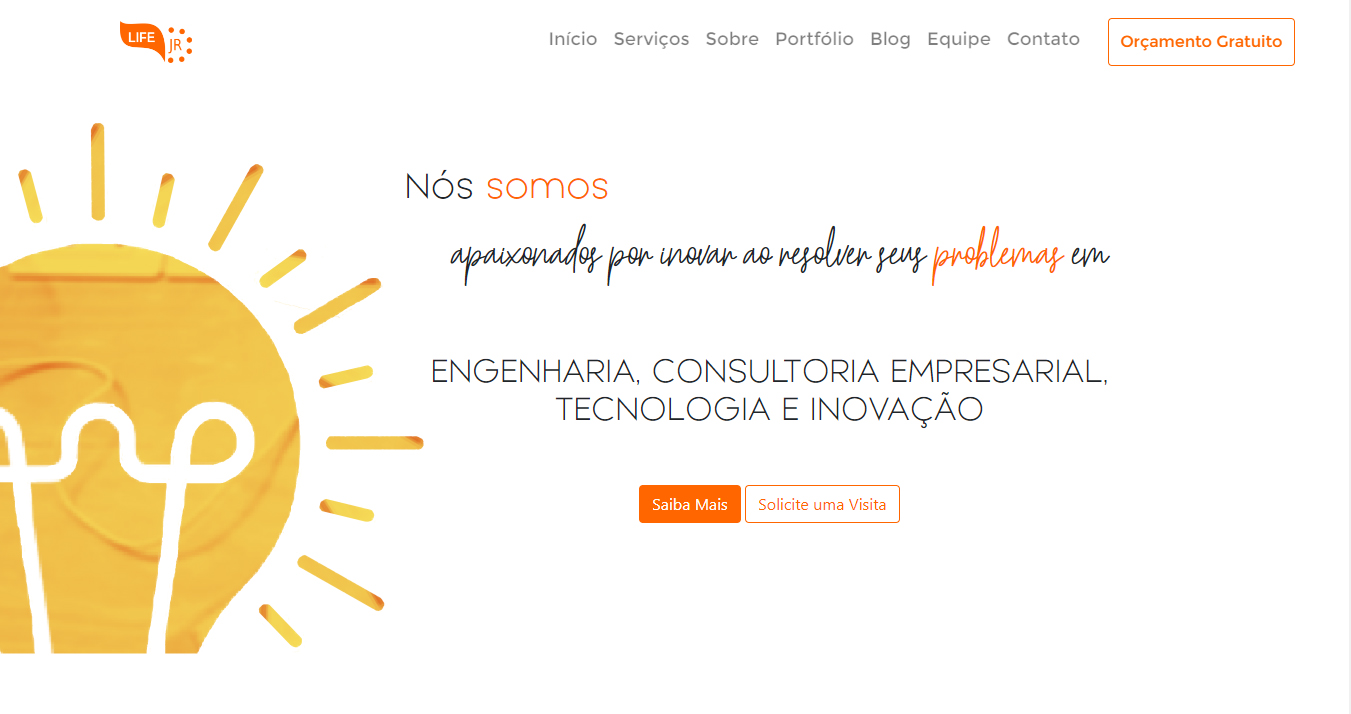 LIFE
JR
Início Serviços Sobre Portfólio Blog Equipe Contato Orçamento Gratuito
Nós somos
apaixonados por inovar ao resolver seus problemas em
ENGENHARIA, CONSULTORIA EMPRESARIAL,
TECNOLOGIA E INOVAÇÃO
Saiba Mais Solicite uma Visita